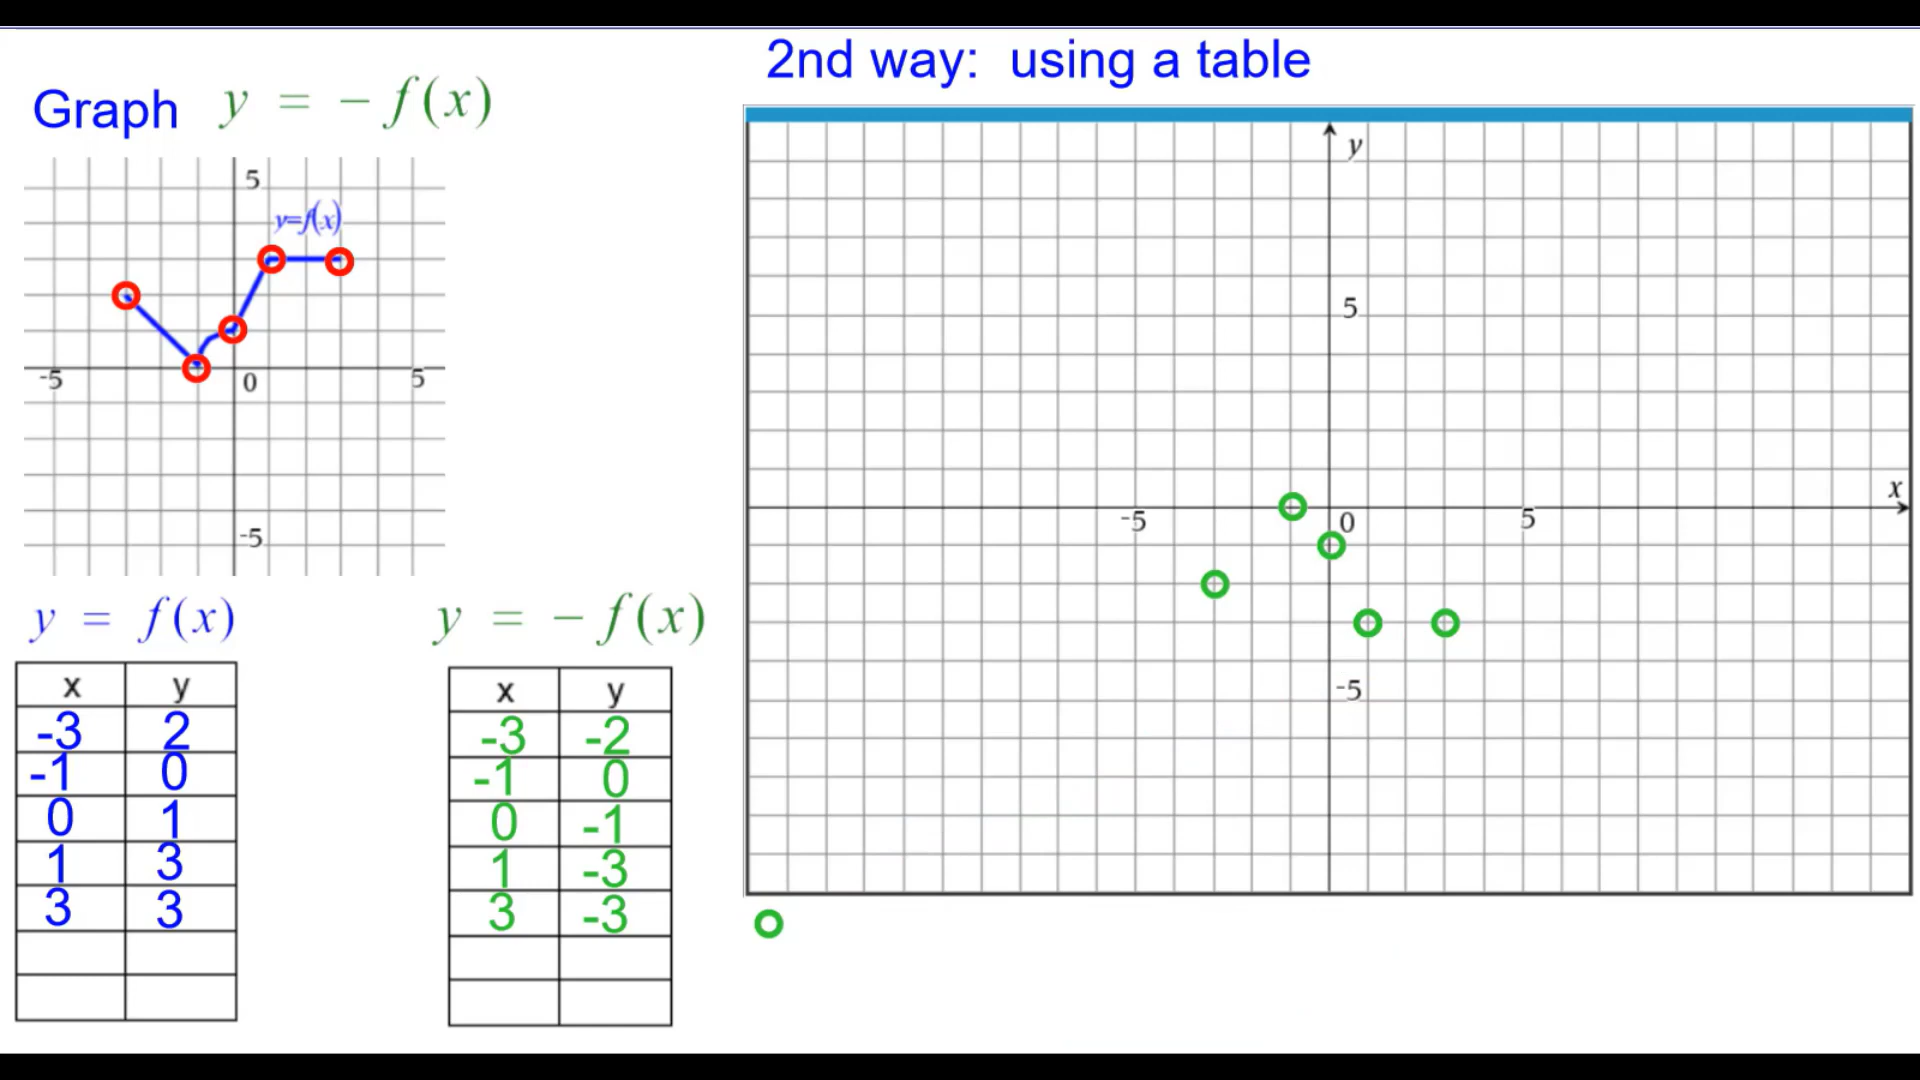 2nd way: using a table
Graph y = − f(x)
5
y=f(x)
-5 0 5
-5
y
5
x
-5 0 5
-5
y = f(x)
x y
-3 2
-1 0
0 1
1 3
3 3
y = − f(x)
x y
-3 -2
-1 0
0 -1
1 -3
3 -3